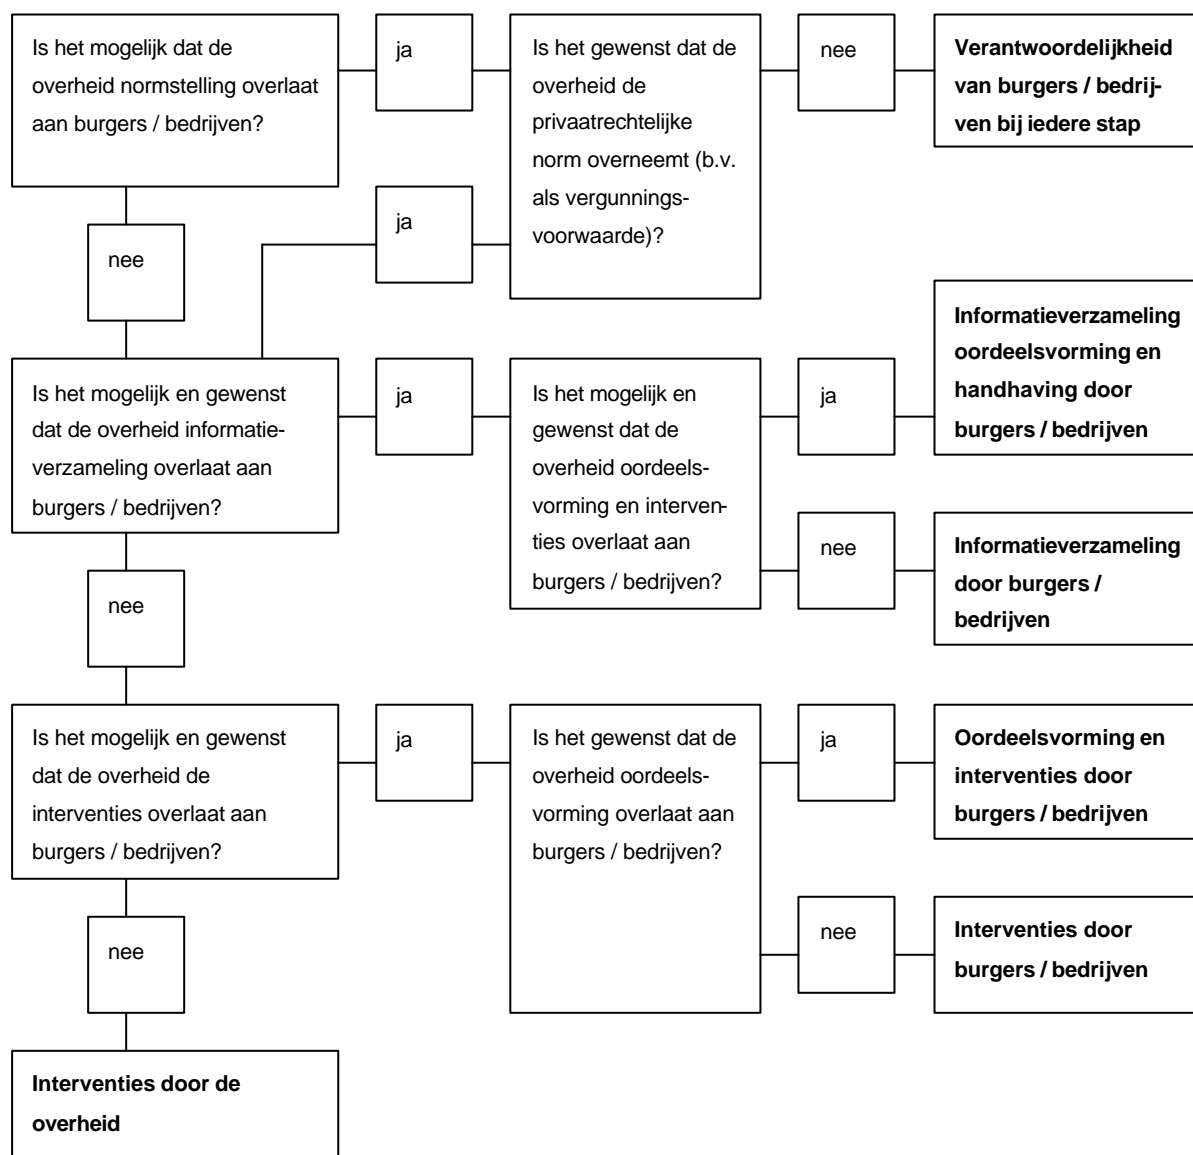 Is het mogelijk dat de
overheid normstelling overlaat
aan burgers / bedrijven?
ja
Is het gewenst dat de
overheid de
privaatrechtelijke
norm overneemt (b.v.
als vergunnings-
voorwaarde)?
nee
Verantwoordelijkheid
van burgers / bedrij-
ven bij iedere stap
ja
nee
Is het mogelijk en gewenst
dat de overheid informatie-
verzameling overlaat aan
burgers / bedrijven?
ja
Is het mogelijk en
gewenst dat de
overheid oordeels-
vorming en interven-
ties overlaat aan
burgers / bedrijven?
ja
Informatieverzameling
oordeelsvorming en
handhaving door
burgers / bedrijven
nee
Informatieverzameling
door burgers /
bedrijven
nee
Is het mogelijk en gewenst
dat de overheid de
interventies overlaat aan
burgers / bedrijven?
ja
Is het gewenst dat de
overheid oordeels-
vorming overlaat aan
burgers / bedrijven?
ja
Oordeelsvorming en
interventies door
burgers / bedrijven
nee
Interventies door
burgers / bedrijven
nee
Interventies door de
overheid